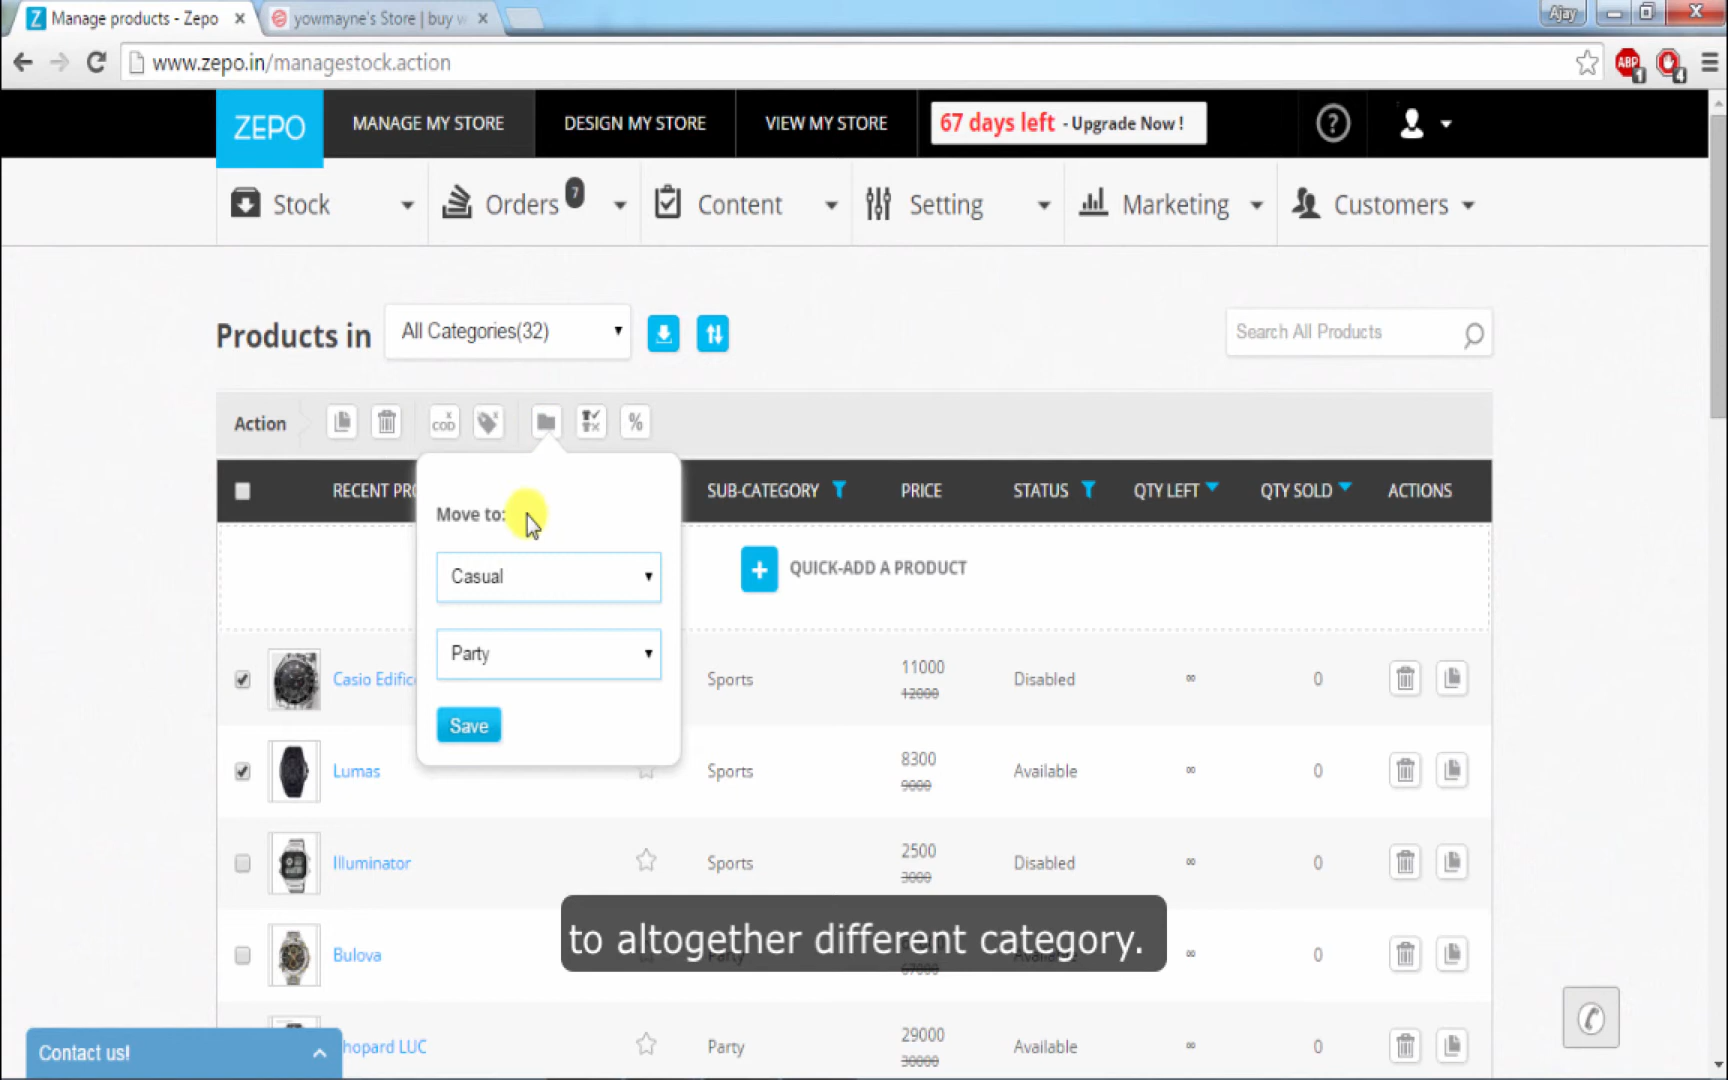 Manage products - Zepo
yowmayne's Store | buy w
Ajay
www.zepo.in/managestock.action
ABP 1
4
ZEPO
MANAGE MY STORE
DESIGN MY STORE
VIEW MY STORE
67 days left - Upgrade Now !
?
Stock
Orders 7
Content
Setting
Marketing
Customers
Products in
All Categories(32)
Search All Products
Action
x COD
%
RECENT PRO
SUB-CATEGORY
PRICE
STATUS
QTY LEFT
QTY SOLD
ACTIONS
Move to:
Casual
Party
Save
+ QUICK-ADD A PRODUCT
Casio Edific
Sports
11000
12000
Disabled
∞
0
Lumas
Sports
8300
9000
Available
∞
0
Illuminator
Sports
2500
3000
Disabled
∞
0
Bulova
∞
0
to altogether different category.
hopard LUC
Party
29000
30000
Available
∞
0
Contact us!